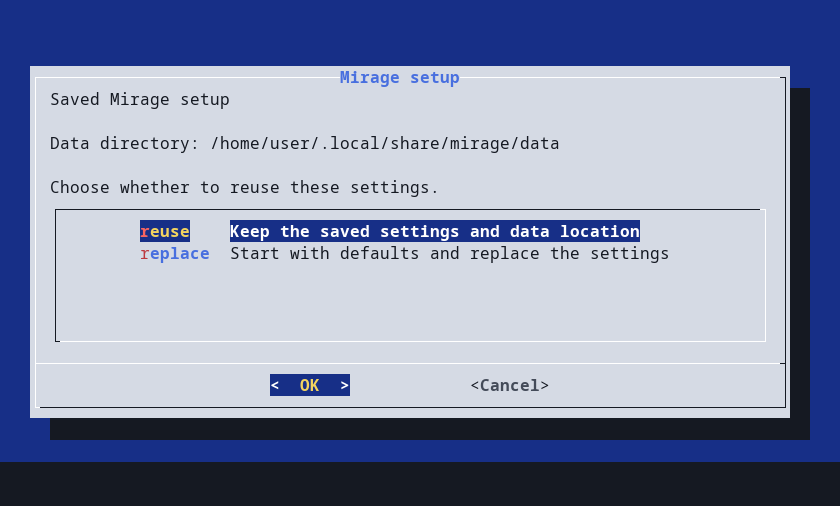 Mirage setup
Saved Mirage setup
Data directory: /home/user/.local/share/mirage/data
Choose whether to reuse these settings.
reuse    Keep the saved settings and data location
replace  Start with defaults and replace the settings
<  OK  >            <Cancel>